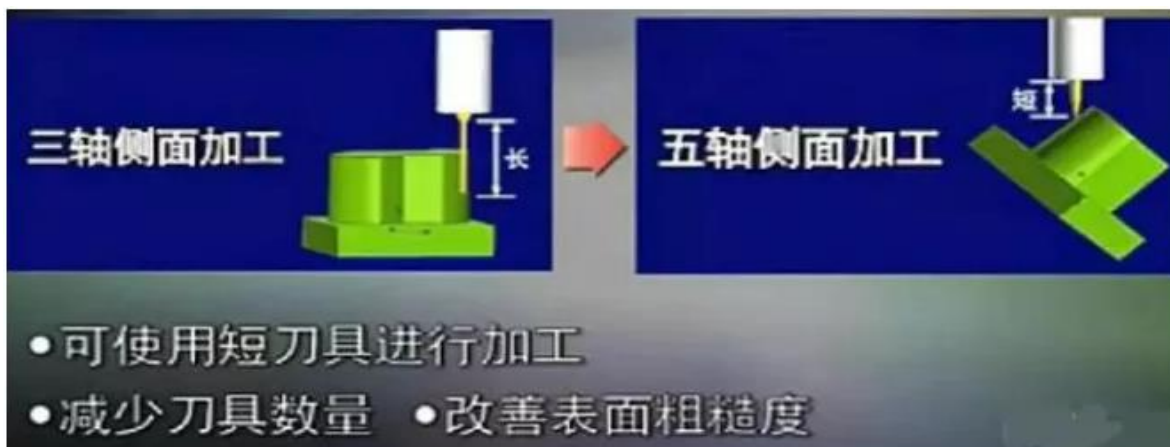 三轴侧面加工
长
五轴侧面加工
短
●可使用短刀具进行加工
●减少刀具数量 ●改善表面粗糙度